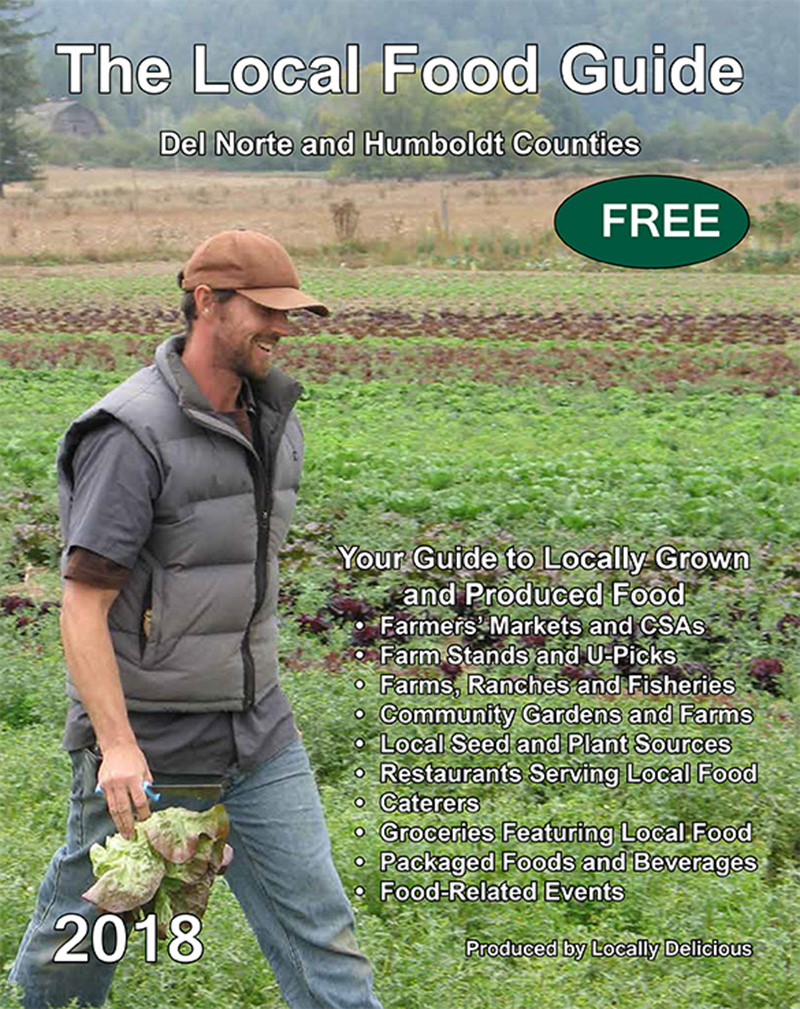 The Local Food Guide
Del Norte and Humboldt Counties
FREE
Your Guide to Locally Grown
and Produced Food
• Farmers' Markets and CSAs
• Farm Stands and U-Picks
• Farms, Ranches and Fisheries
• Community Gardens and Farms
• Local Seed and Plant Sources
• Restaurants Serving Local Food
• Caterers
• Groceries Featuring Local Food
• Packaged Foods and Beverages
• Food-Related Events
2018
Produced by Locally Delicious